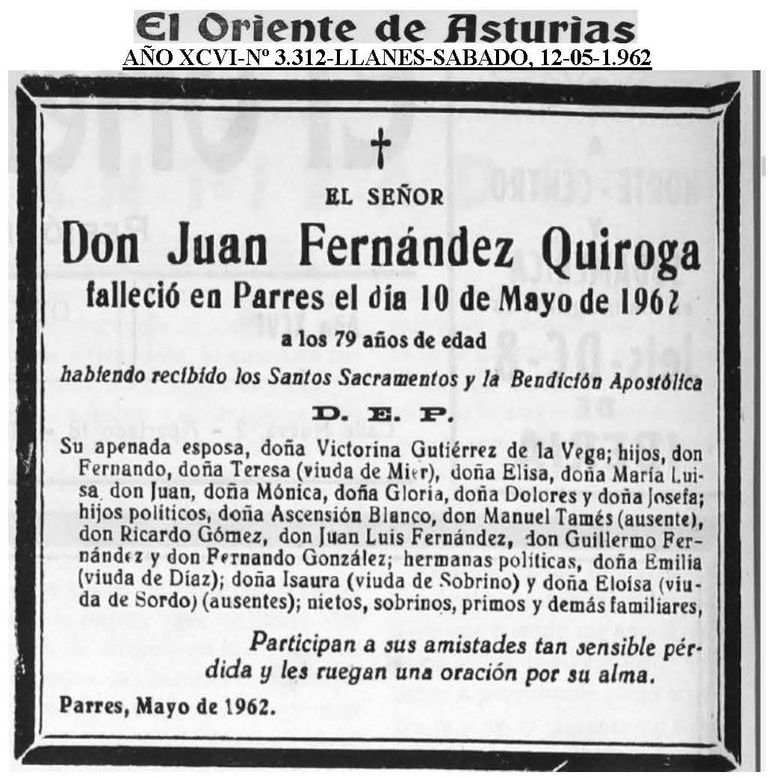 El Oriente de Asturias
AÑO XCVI-Nº 3.312-LLANES-SABADO, 12-05-1.962
EL SEÑOR
Don Juan Fernández Quiroga
falleció en Parres el día 10 de Mayo de 1962
a los 79 años de edad
habiendo recibido los Santos Sacramentos y la Bendición Apostólica
D. E. P.
Su apenada esposa, doña Victorina Gutiérrez de la Vega; hijos, don
Fernando, doña Teresa (viuda de Mier), doña Elisa, doña María Lui-
sa, don Juan, doña Mónica, doña Gloria, doña Dolores y doña Josefa;
hijos políticos, doña Ascensión Blanco, don Manuel Tamés (ausente),
don Ricardo Gómez, don Juan Luis Fernández, don Guillermo Fer-
nández y don Fernando González; hermanas políticas, doña Emilia
(viuda de Díaz); doña Isaura (viuda de Sobrino) y doña Eloísa (viu-
da de Sordo) (ausentes); nietos, sobrinos, primos y demás familiares,
Participan a sus amistades tan sensible pér-
dida y les ruegan una oración por su alma.
Parres, Mayo de 1962.